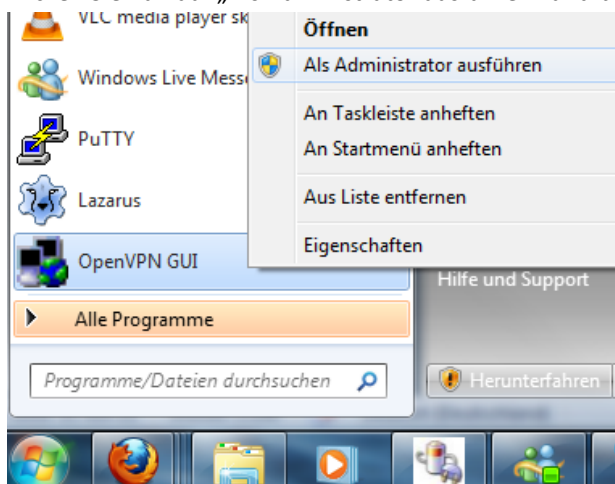 VLC media player sk
Windows Live Messe
PuTTY
Lazarus
OpenVPN GUI
Alle Programme
Programme/Dateien durchsuchen
Öffnen
Als Administrator ausführen
An Taskleiste anheften
An Startmenü anheften
Aus Liste entfernen
Eigenschaften
Hilfe und Support
Herunterfahren